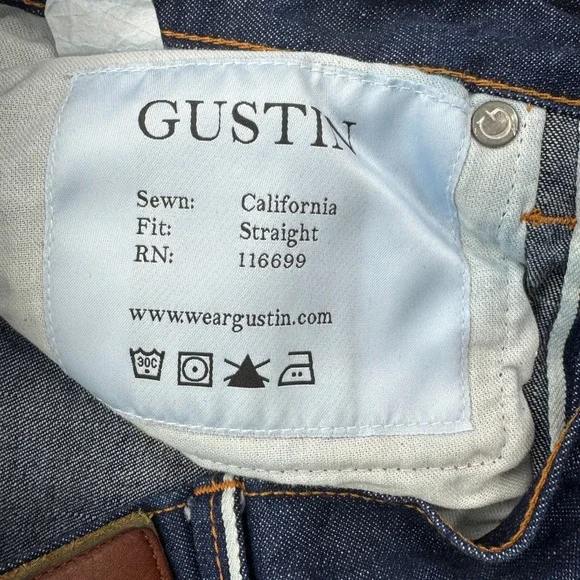 GUSTIN
Sewn: California
Fit: Straight
RN: 116699
www.weargustin.com
30C